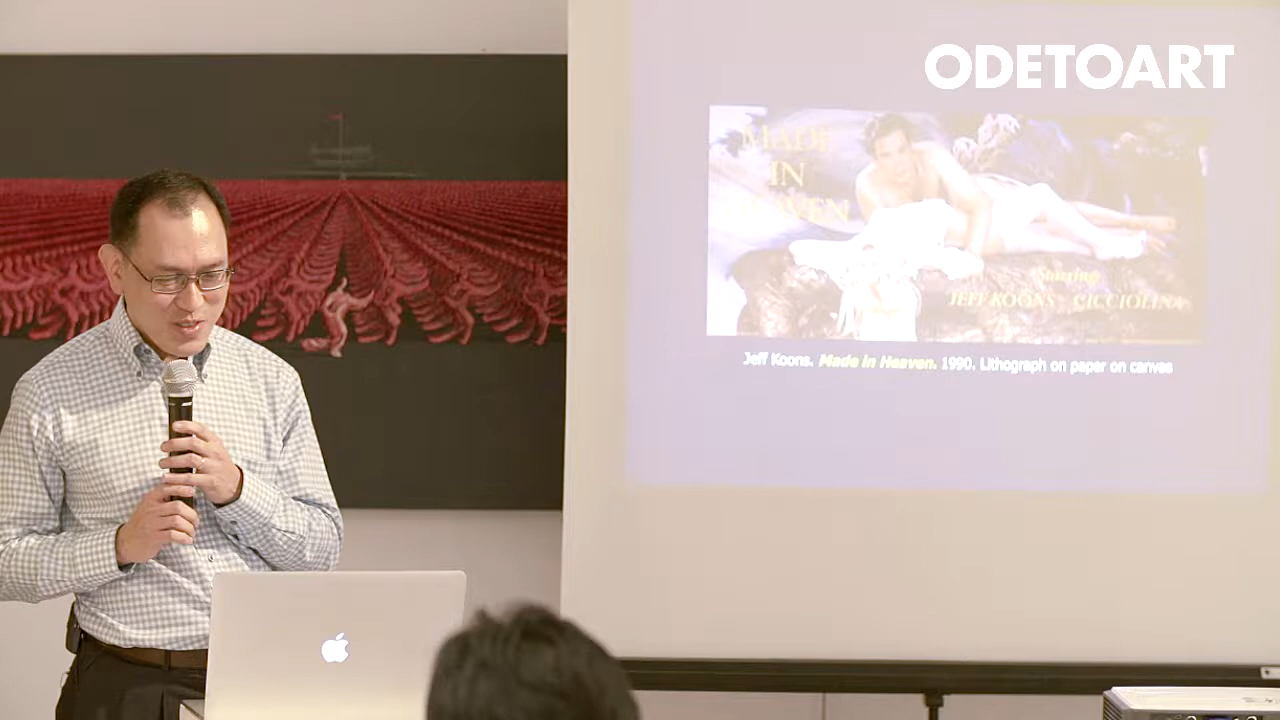 ODETOART
MADE
IN
HEAVEN
Starring
JEFF KOONS CICCIOLINA
Jeff Koons. Made in Heaven. 1990. Lithograph on paper on canvas